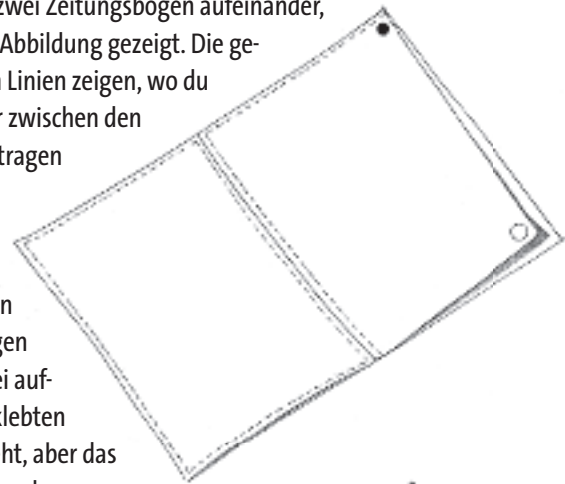 zwei Zeitungsbogen aufeinander,
Abbildung gezeigt. Die ge-
Linien zeigen, wo du
zwischen den
tragen
n
gen
ei auf-
klebten
ht, aber das